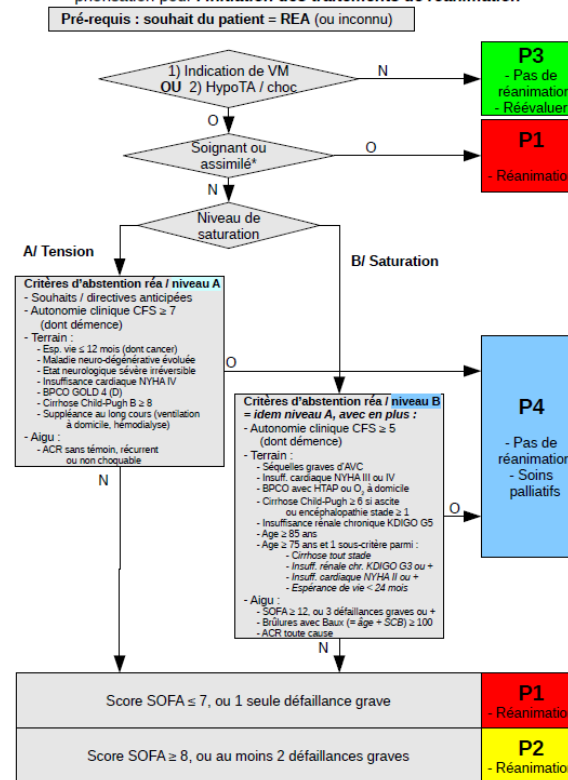 priorisation pour l'initiation des traitements de réanimation
Pré-requis : souhait du patient = REA (ou inconnu)
1) Indication de VM
OU 2) HypoTA / choc
N
P3
- Pas de
réanimation
- Réévaluer
O
Soignant ou
assimilé*
O
P1
- Réanimation
N
Niveau de
saturation
A/ Tension
B/ Saturation
Critères d'abstention réa / niveau A
- Souhaits / directives anticipées
- Autonomie clinique CFS ≥ 7
(dont démence)
- Terrain :
- Esp. vie ≤ 12 mois (dont cancer)
- Maladie neuro-dégénérative évoluée
- Etat neurologique sévère irréversible
- Insuffisance cardiaque NYHA IV
- BPCO GOLD 4 (D)
- Cirrhose Child-Pugh B ≥ 8
- Suppléance au long cours (ventilation
à domicile, hémodialyse)
- Aigu :
- ACR sans témoin, récurrent
ou non choquable
O
N
Critères d'abstention réa / niveau B
= idem niveau A, avec en plus :
- Autonomie clinique CFS ≥ 5
(dont démence)
- Terrain :
- Séquelles graves d'AVC
- Insuff. cardiaque NYHA III ou IV
- BPCO avec HTAP ou O2 à domicile
- Cirrhose Child-Pugh ≥ 6 si ascite
ou encéphalopathie stade ≥ 1
- Insuffisance rénale chronique KDIGO G5
- Age ≥ 85 ans
- Age ≥ 75 ans et 1 sous-critère parmi :
- Cirrhose tout stade
- Insuff. rénale chr. KDIGO G3 ou +
- Insuff. cardiaque NYHA II ou +
- Espérance de vie < 24 mois
- Aigu :
- SOFA ≥ 12, ou 3 défaillances graves ou +
- Brûlures avec Baux (= âge + SCB) ≥ 100
- ACR toute cause
O
N
P4
- Pas de
réanimation
- Soins
palliatifs
Score SOFA ≤ 7, ou 1 seule défaillance grave
P1
- Réanimation
Score SOFA ≥ 8, ou au moins 2 défaillances graves
P2
- Réanimation